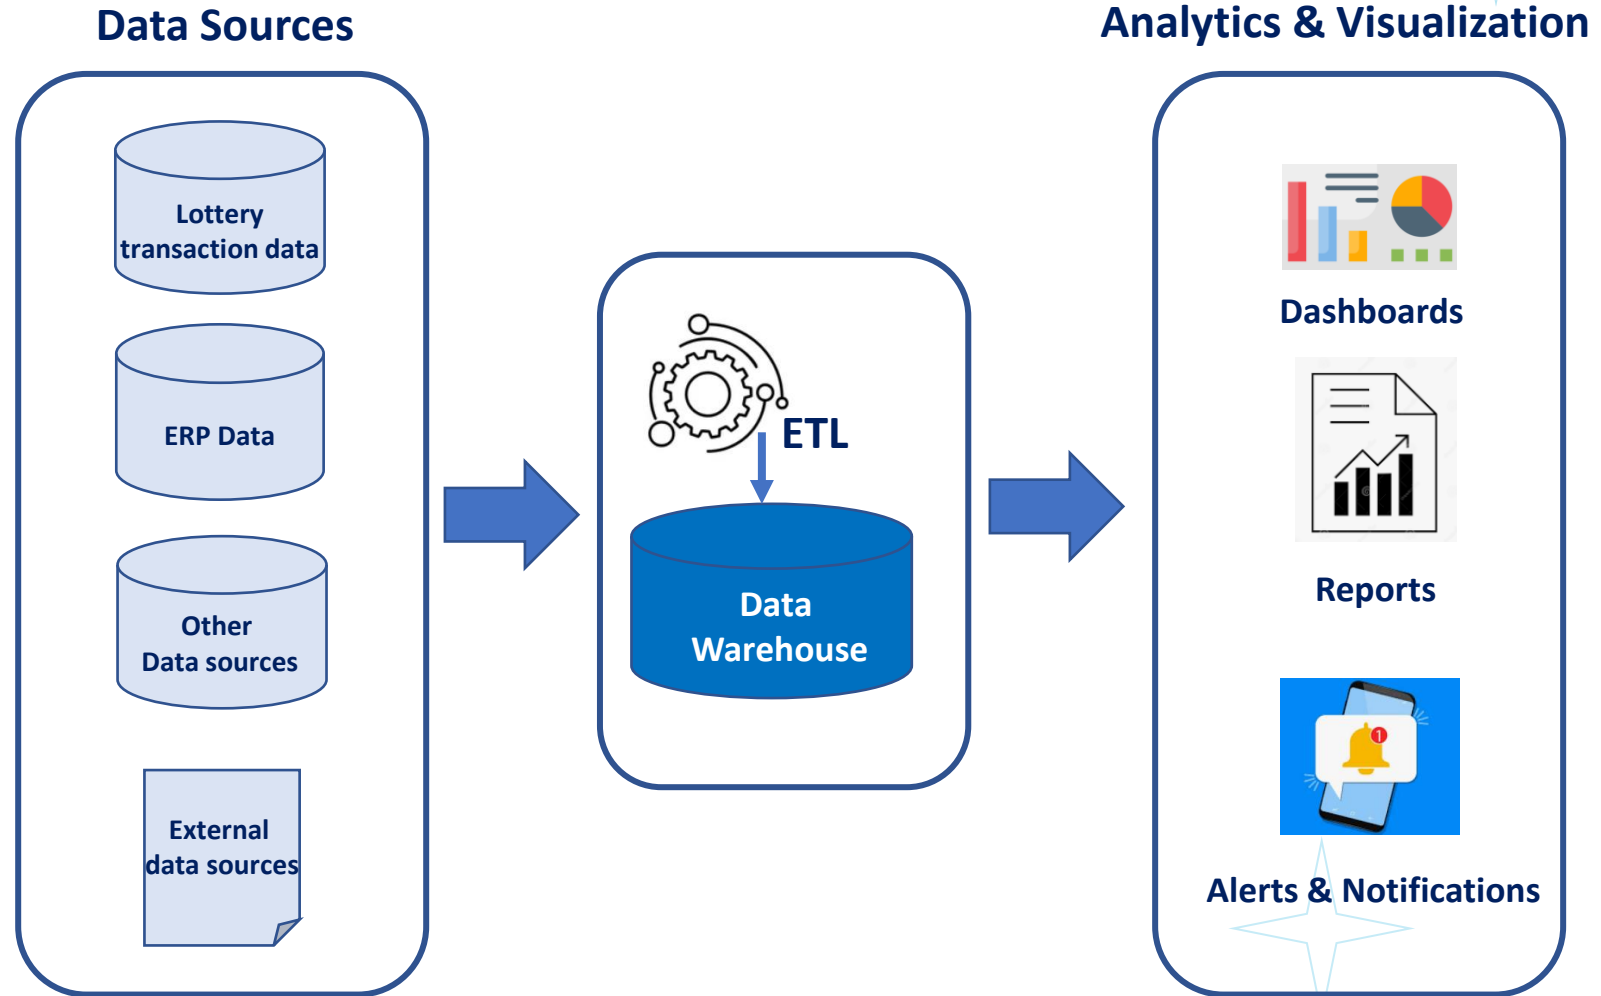 Data Sources
Analytics & Visualization
Lottery
transaction data
ERP Data
Other
Data sources
External
data sources
ETL
Data
Warehouse
Dashboards
Reports
1
Alerts & Notifications